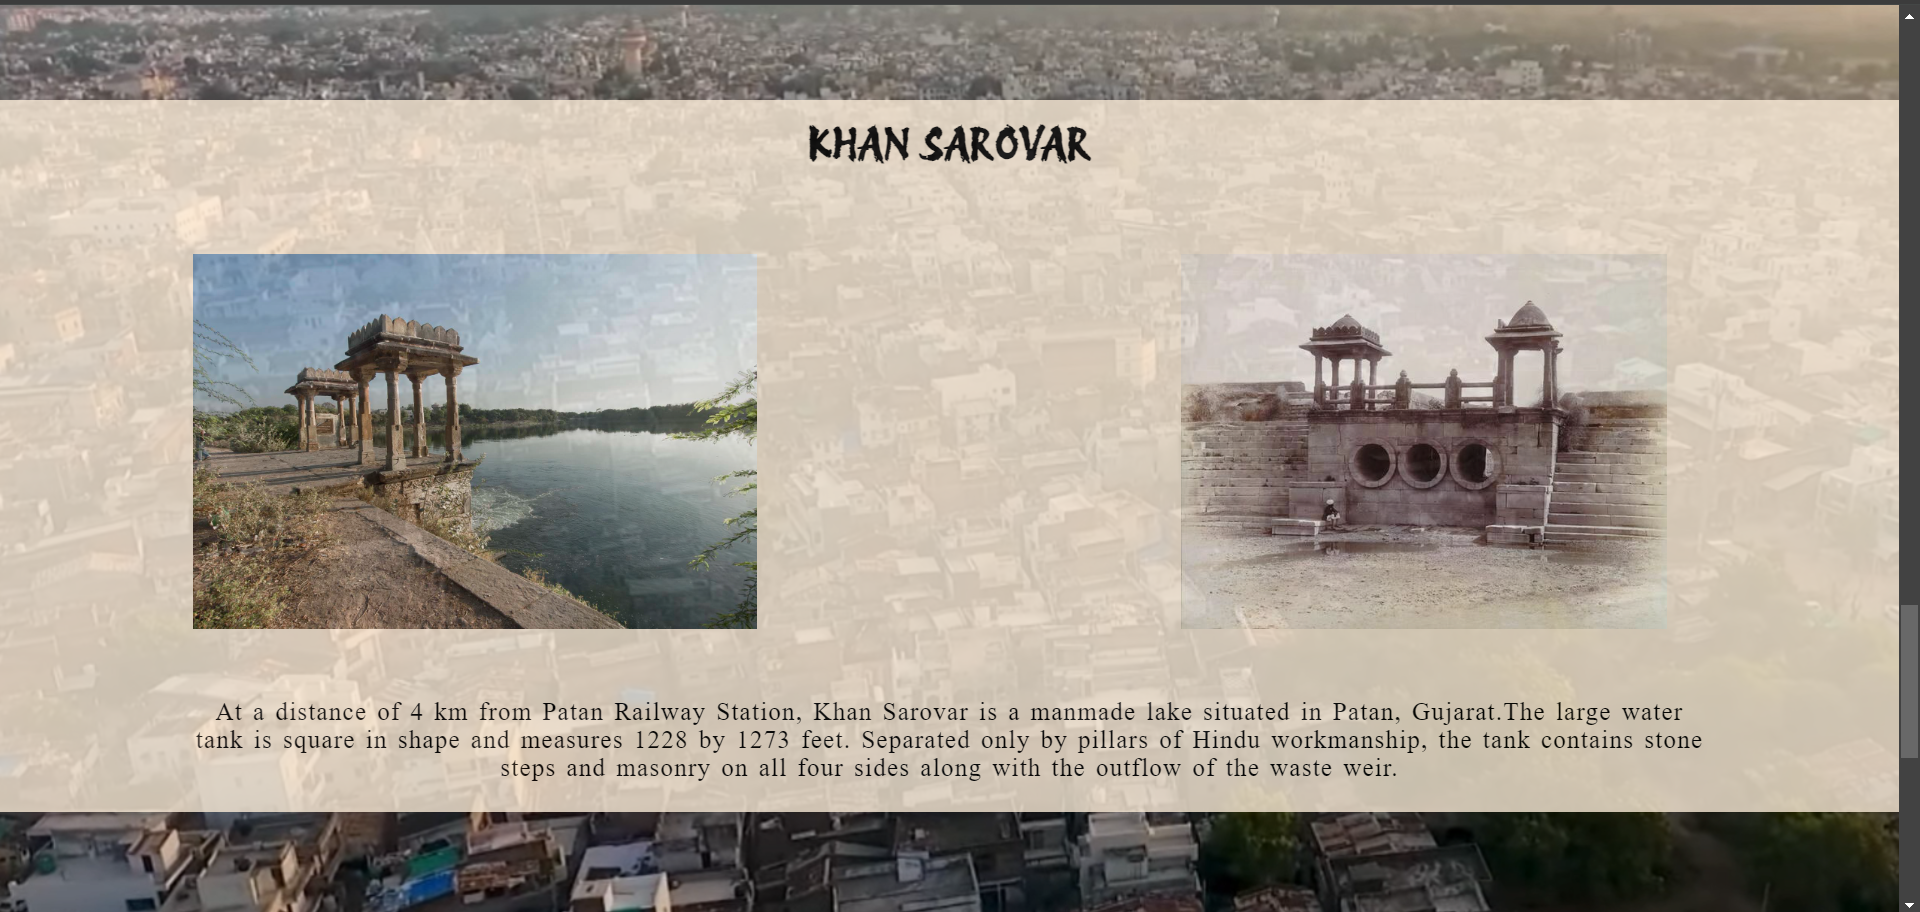 KHAN SAROVAR
At a distance of 4 km from Patan Railway Station, Khan Sarovar is a manmade lake situated in Patan, Gujarat.The large water
tank is square in shape and measures 1228 by 1273 feet. Separated only by pillars of Hindu workmanship, the tank contains stone
steps and masonry on all four sides along with the outflow of the waste weir.